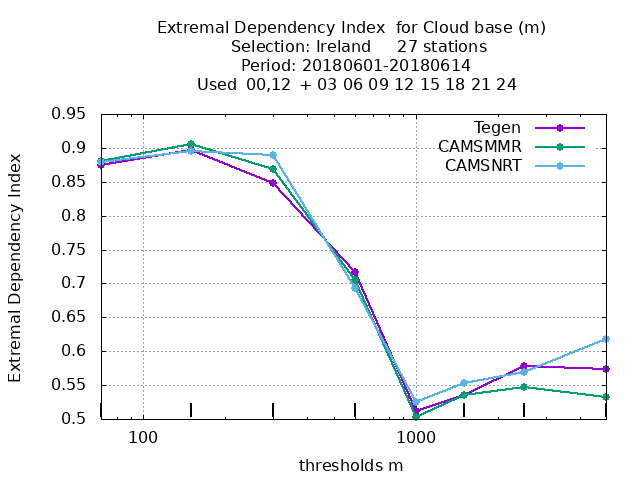 Extremal Dependency Index  for Cloud base (m)
Selection: Ireland     27 stations
Period: 20180601-20180614
Used  00,12  + 03 06 09 12 15 18 21 24
Extremal Dependency Index
0.95
0.9
0.85
0.8
0.75
0.7
0.65
0.6
0.55
0.5
Tegen
CAMSMMR
CAMSNRT
100
1000
thresholds m